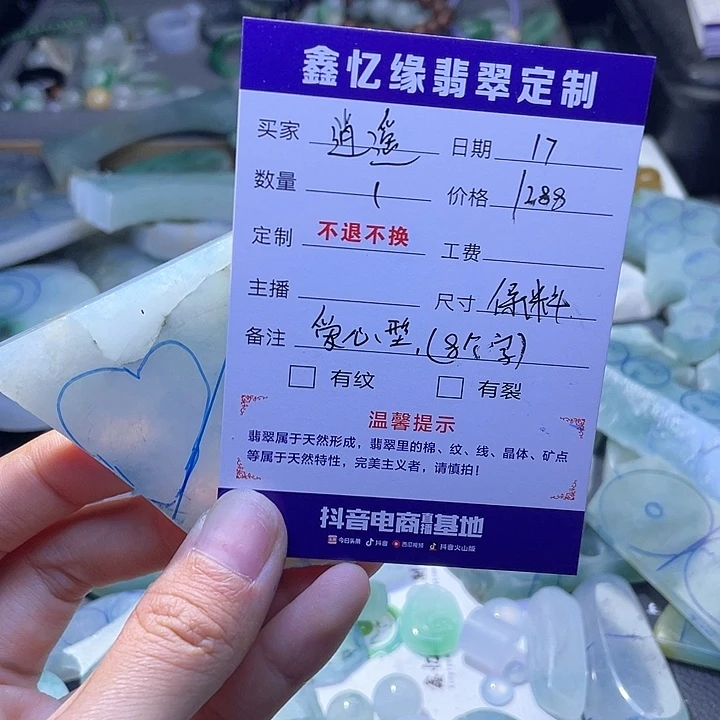 鑫忆缘翡翠定制
买家 逍遥 日期 17
数量 1 价格 1288
定制 不退不换 工费
主播 尺寸 保料
备注 爱心型,(8个字)
有纹 有裂
温馨提示
翡翠属于天然形成,翡翠里的棉、纹、线、晶体、矿点
等属于天然特性,完美主义者,请慎拍!
抖音电商直播基地
今日头条 抖音 西瓜视频 抖音火山版